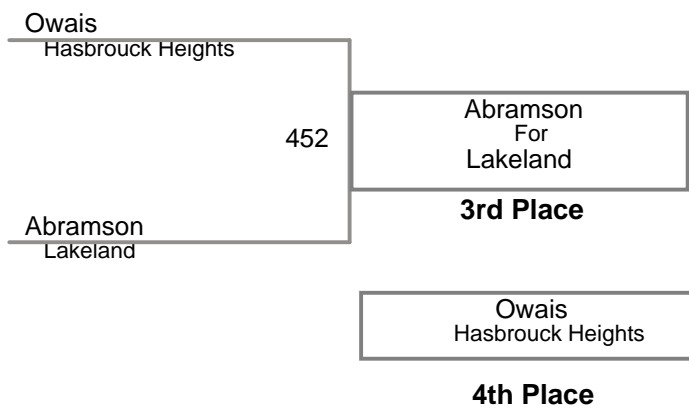 Owais
Hasbrouck Heights
452
Abramson
For
Lakeland
3rd Place
Abramson
Lakeland
Owais
Hasbrouck Heights
4th Place